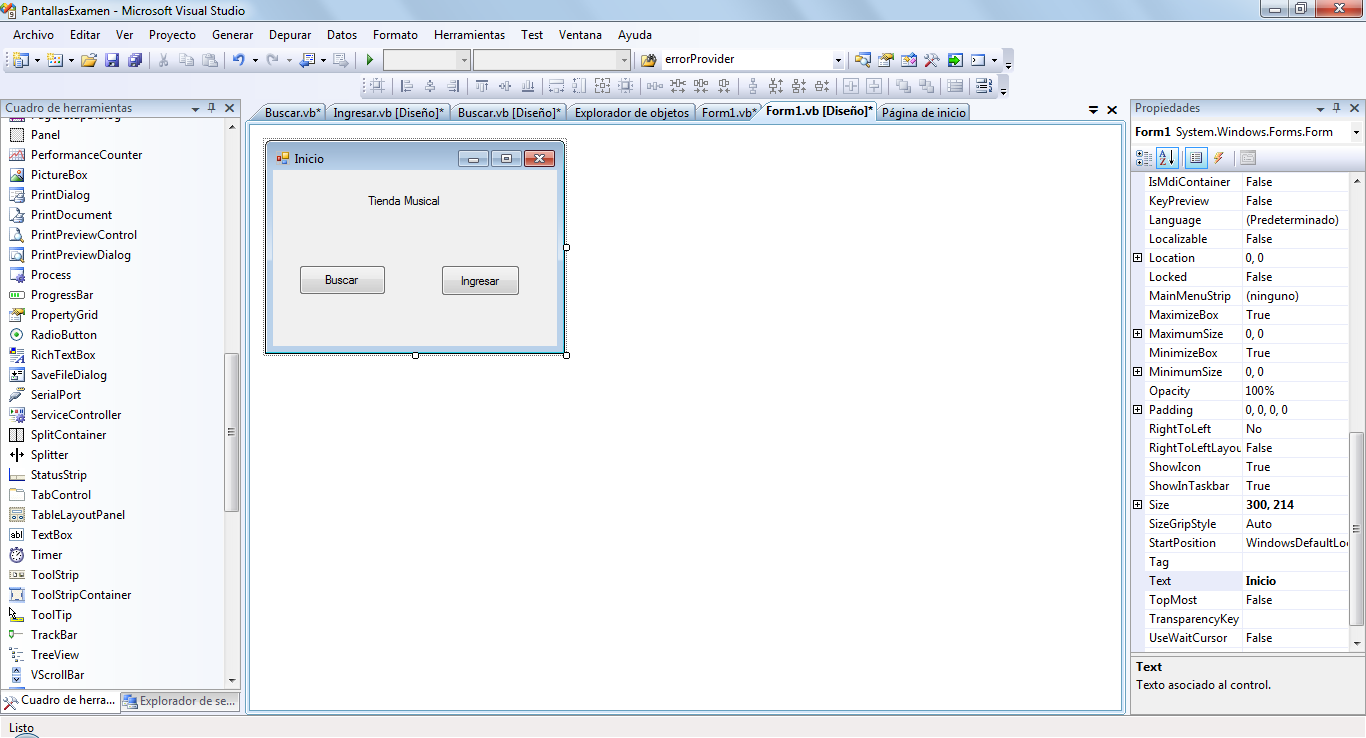 PantallasExamen - Microsoft Visual Studio
Archivo Editar Ver Proyecto Generar Depurar Datos Formato Herramientas Test Ventana Ayuda
errorProvider
Cuadro de herramientas
Panel
PerformanceCounter
PictureBox
PrintDialog
PrintDocument
PrintPreviewControl
PrintPreviewDialog
Process
ProgressBar
PropertyGrid
RadioButton
RichTextBox
SaveFileDialog
SerialPort
ServiceController
SplitContainer
Splitter
StatusStrip
TabControl
TableLayoutPanel
TextBox
Timer
ToolStrip
ToolStripContainer
ToolTip
TrackBar
TreeView
VScrollBar
Cuadro de herra... Explorador de se...
Buscar.vb* Ingresar.vb [Diseño]* Buscar.vb [Diseño]* Explorador de objetos Form1.vb* Form1.vb [Diseño]* Página de inicio
Inicio
Tienda Musical
Buscar Ingresar
Propiedades
Form1 System.Windows.Forms.Form
IsMdiContainer False
KeyPreview False
Language (Predeterminado)
Localizable False
Location 0, 0
Locked False
MainMenuStrip (ninguno)
MaximizeBox True
MaximumSize 0, 0
MinimizeBox True
MinimumSize 0, 0
Opacity 100%
Padding 0, 0, 0, 0
RightToLeft No
RightToLeftLayou False
ShowIcon True
ShowInTaskbar True
Size 300, 214
SizeGripStyle Auto
StartPosition WindowsDefaultLo
Tag
Text Inicio
TopMost False
TransparencyKey
UseWaitCursor False
Text
Texto asociado al control.
Listo